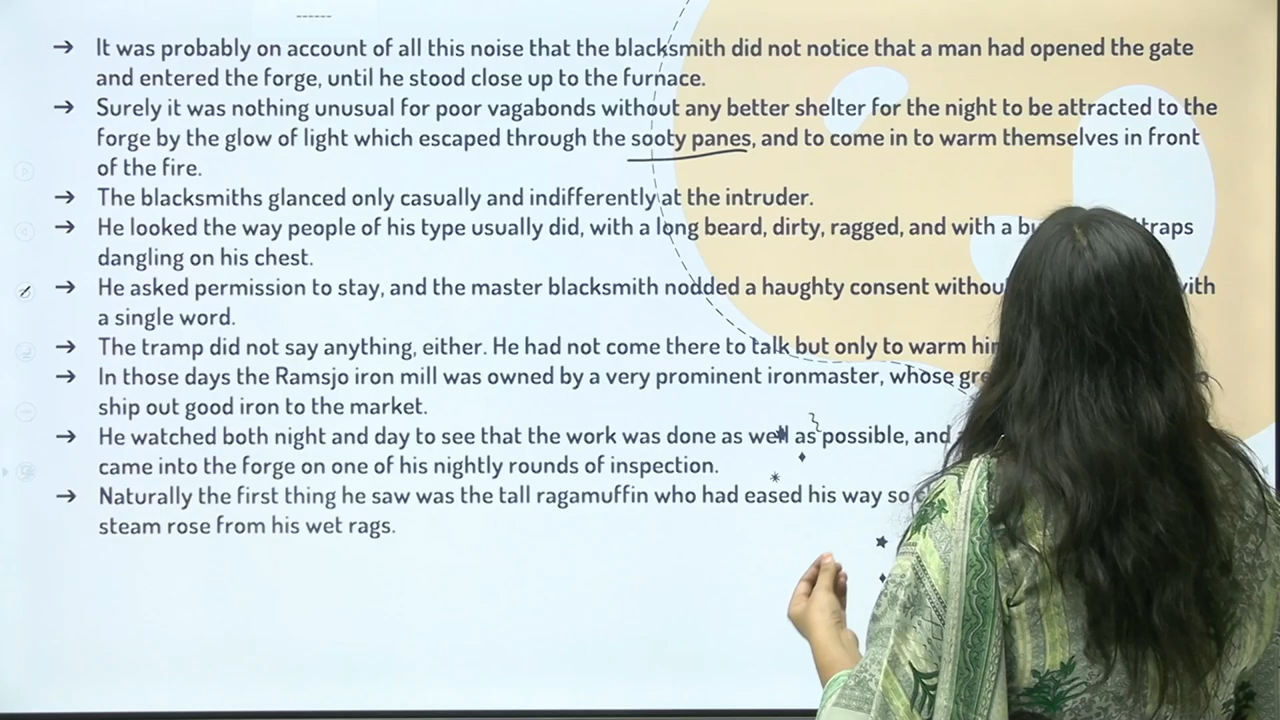 ------
→ It was probably on account of all this noise that the blacksmith did not notice that a man had opened the gate
and entered the forge, until he stood close up to the furnace.
→ Surely it was nothing unusual for poor vagabonds without any better shelter for the night to be attracted to the
forge by the glow of light which escaped through the sooty panes, and to come in to warm themselves in front
of the fire.
→ The blacksmiths glanced only casually and indifferently at the intruder.
→ He looked the way people of his type usually did, with a long beard, dirty, ragged, and with a traps
dangling on his chest.
→ He asked permission to stay, and the master blacksmith nodded a haughty consent with
a single word.
→ The tramp did not say anything, either. He had not come there to talk but only to warm
→ In those days the Ramsjo iron mill was owned by a very prominent ironmaster, whose
ship out good iron to the market.
→ He watched both night and day to see that the work was done as well as possible, and
came into the forge on one of his nightly rounds of inspection.
→ Naturally the first thing he saw was the tall ragamuffin who had eased his way so
steam rose from his wet rags.